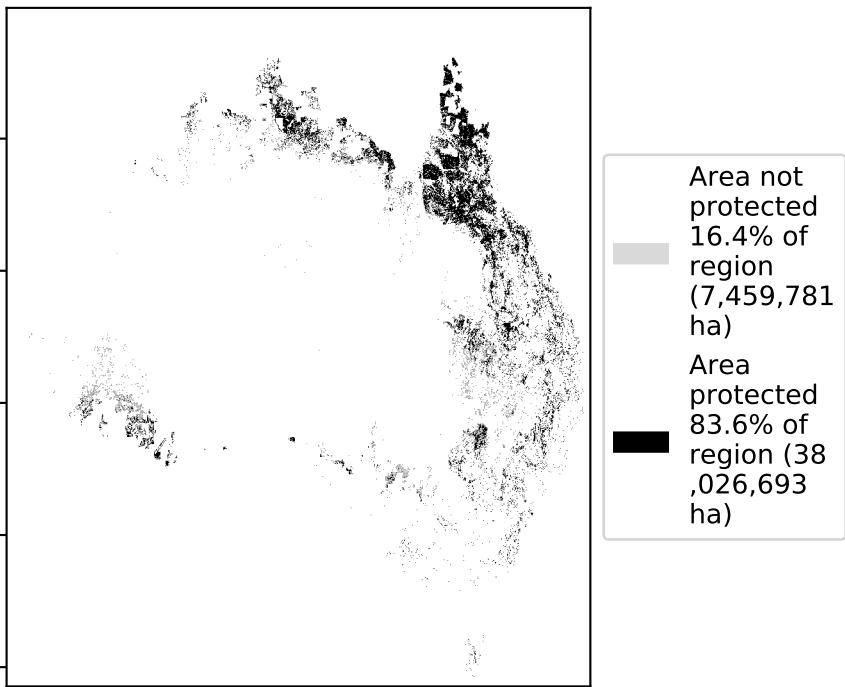 Area not
protected
16.4% of
region
(7,459,781
ha)
Area
protected
83.6% of
region (38
,026,693
ha)